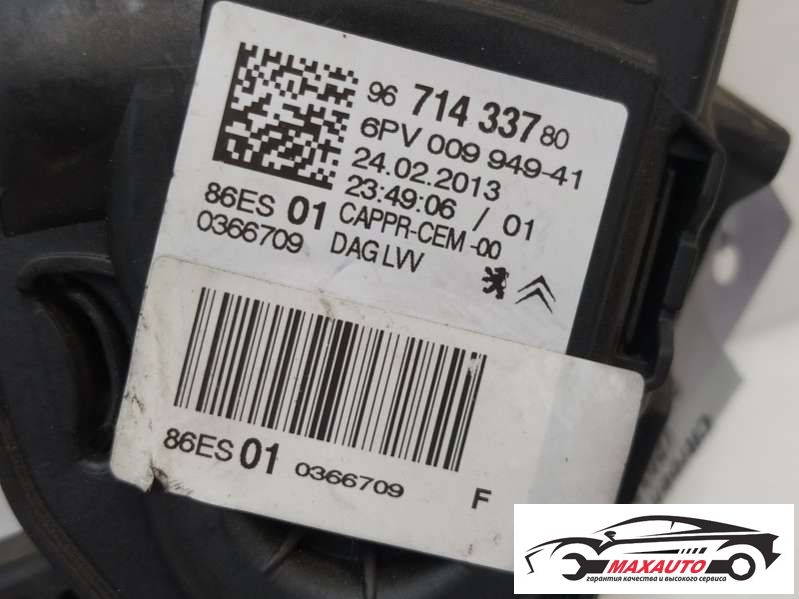 96 714 337 80
6PV 009 949-41
24.02.2013
23:49:06 / 01
86ES 01 CAPPR-CEM -00
0366709 DAG LVV
86ES 01 0366709 F
MAXAUTO
гарантия качества и высокого сервиса